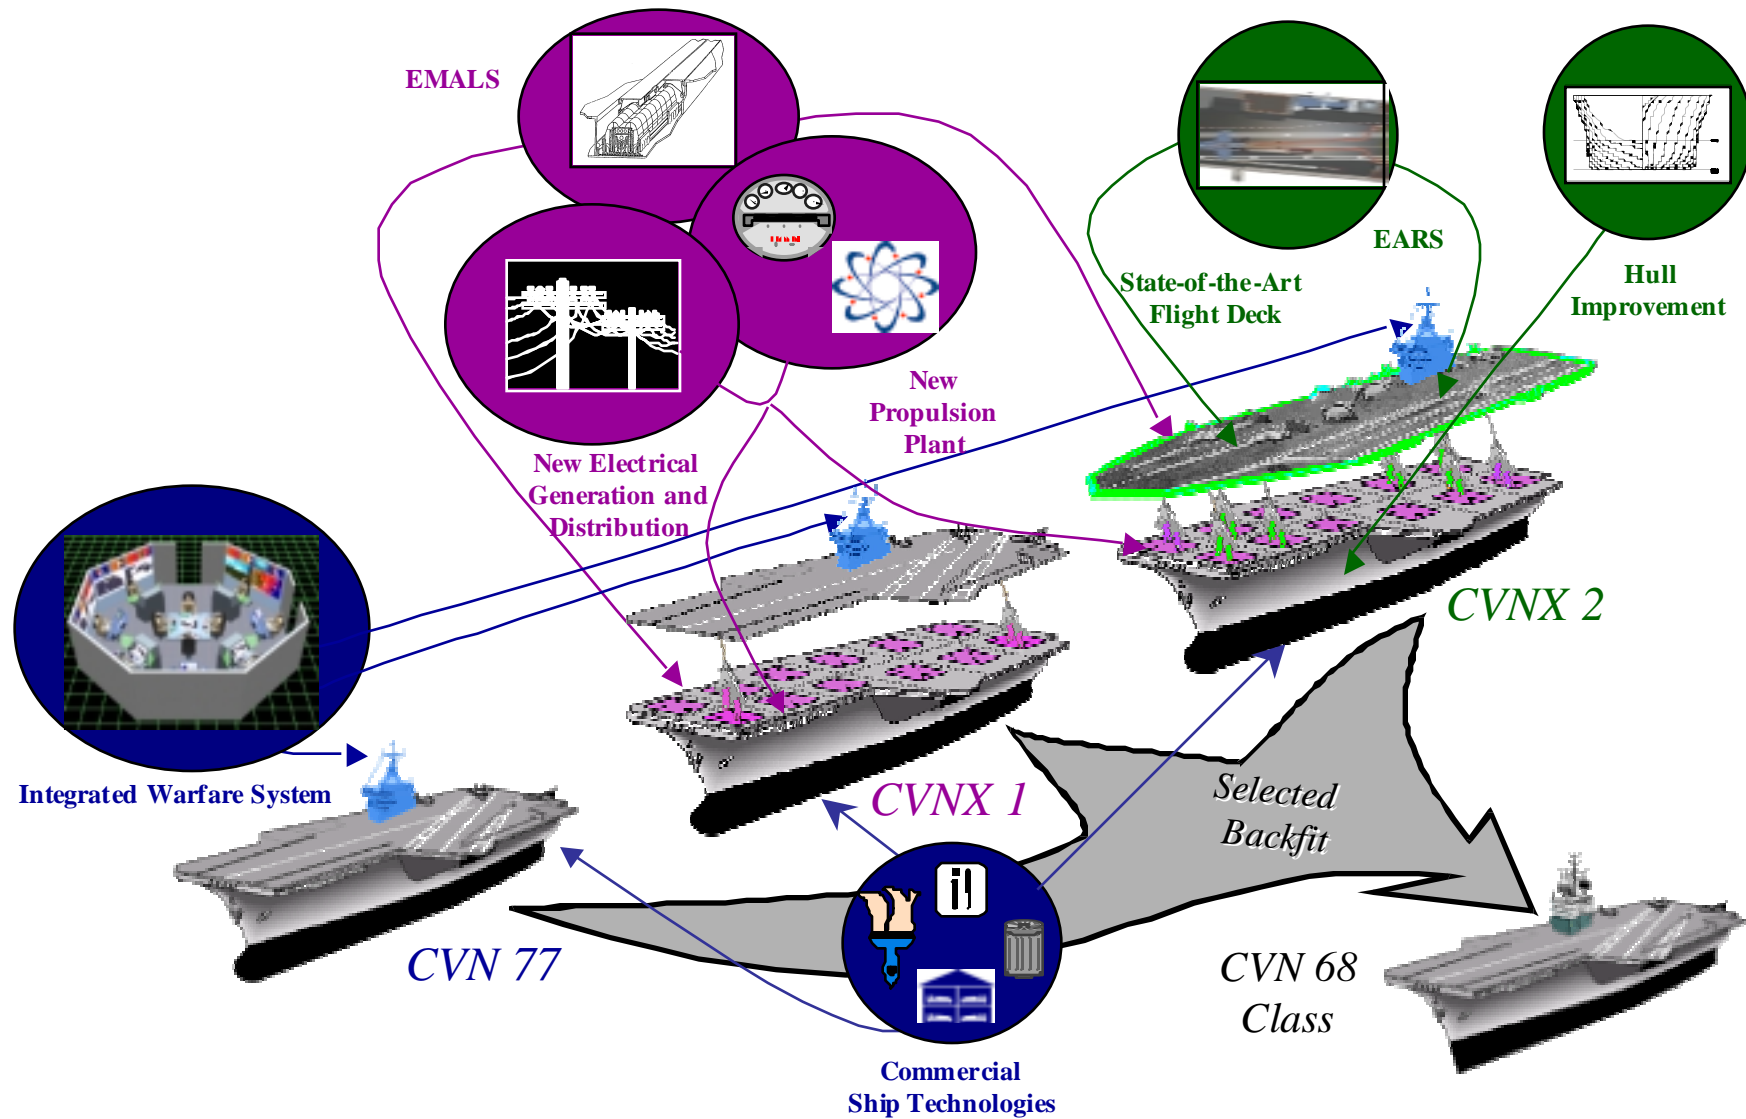 EMALS
EARS
State-of-the-Art
Flight Deck
Hull
Improvement
New
Propulsion
Plant
New Electrical
Generation and
Distribution
Integrated Warfare System
CVNX 2
CVNX 1
Selected
Backfit
CVN 77
CVN 68
Class
Commercial
Ship Technologies